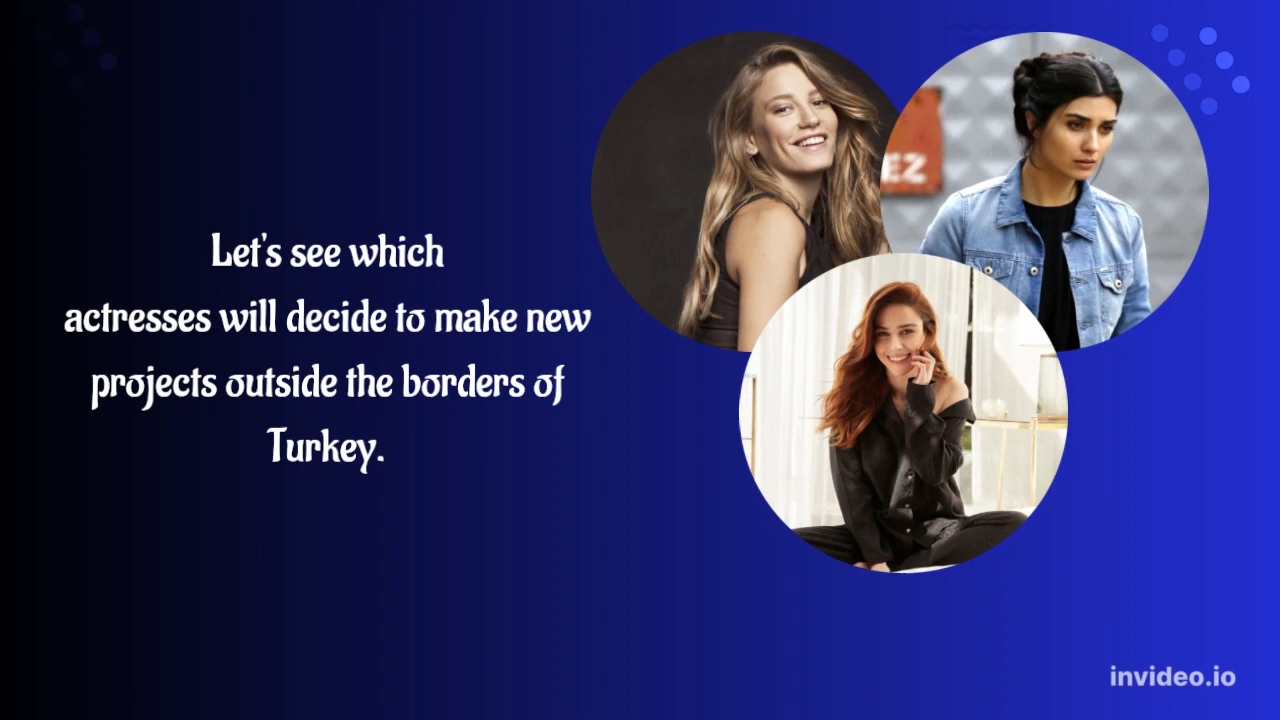 Let's see which
actresses will decide to make new
projects outside the borders of
Turkey.
EZ
invideo.io